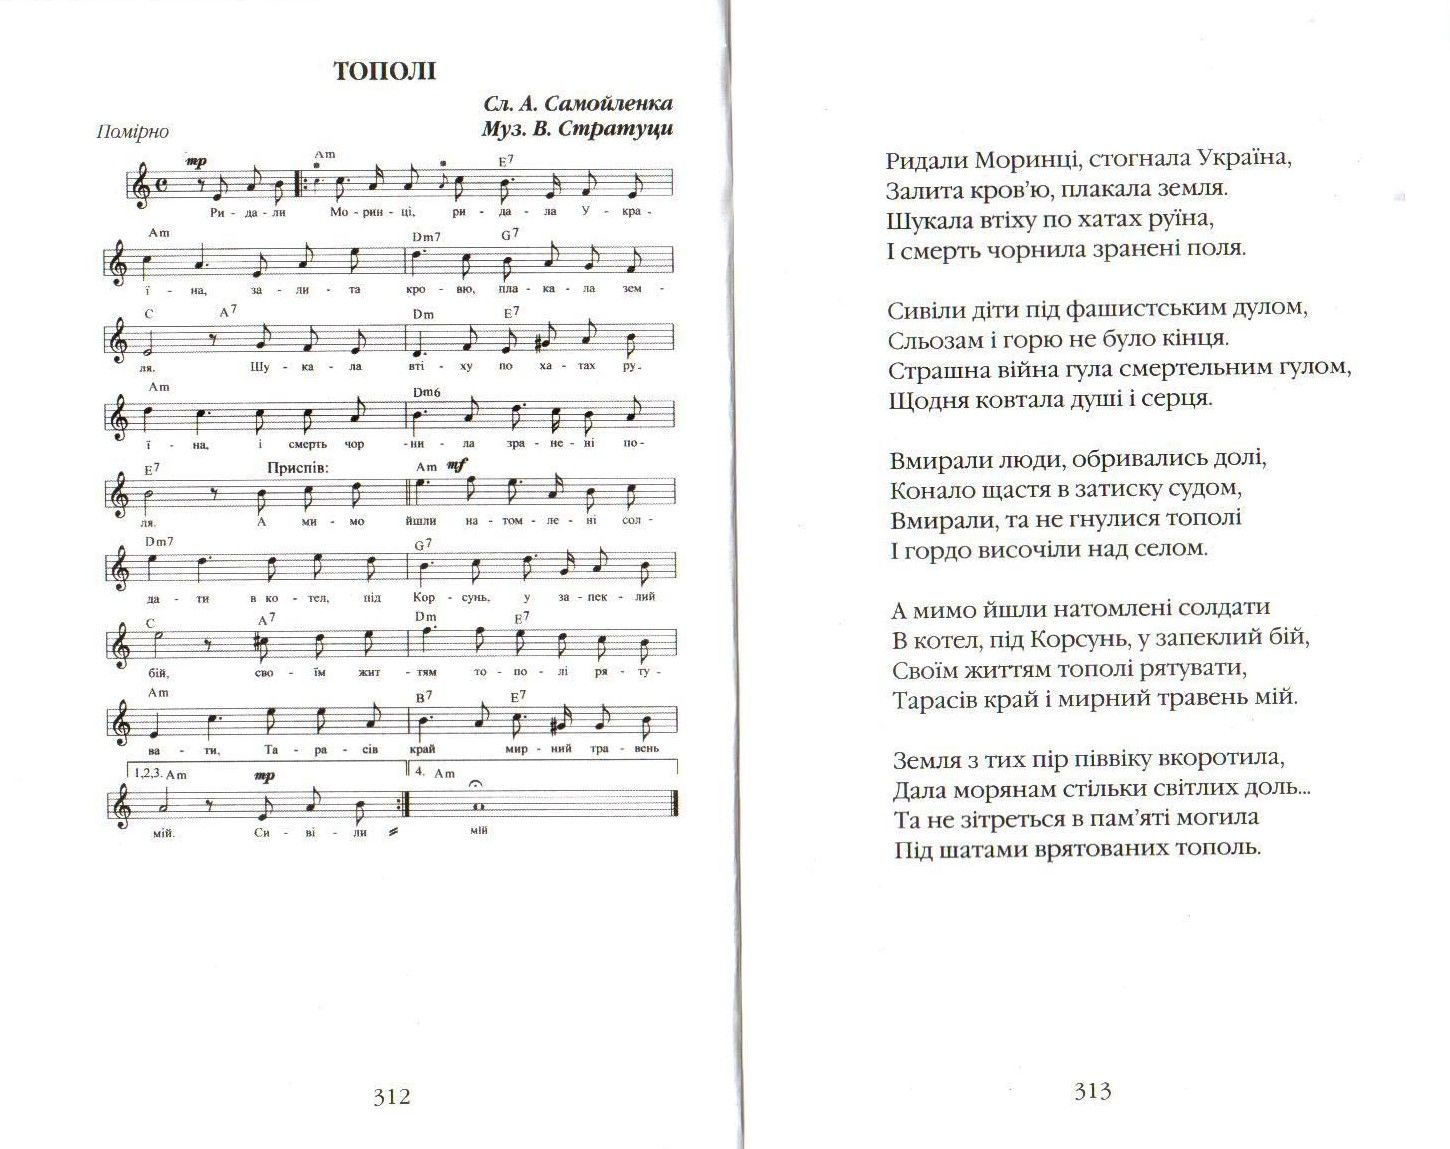 ТОПОЛІ
Сл. А. Самойленка
Помірно
Муз. В. Стратуци
mp Am E7
Ри - да - ли Мо - рин - ці, ри - да - ла У - кра -
Am Dm7 G7
ї - на, за - ли - та кро - вю, пла - ка - ла зем -
C A7 Dm E7
ля. Шу - ка - ла вті - ху по ха - тах ру -
Am Dm6
ї - на, і смерть чор -ни - ла зра - не - ні по-
E7 Приспів: Am mf
ля. А ми - мо йшли на - том - ле - ні сол -
Dm7 G7
да - ти в ко - тел, під Кор - сунь, у за - пек - лий
C A7 Dm E7
бій, сво - їм жит - тям то - по - лі ря - ту -
Am B7 E7
ва - ти, Та - ра - сів край мир - ний тра - вень
1,2,3. Am mp 4. Am
мій. Си - ві - ли мій
312
Ридали Моринці, стогнала Україна,
Залита кров’ю, плакала земля.
Шукала втіху по хатах руїна,
І смерть чорнила зранені поля.
Сивіли діти під фашистським дулом,
Сльозам і горю не було кінця.
Страшна війна гула смертельним гулом,
Щодня ковтала душі і серця.
Вмирали люди, обривались долі,
Конало щастя в затиску судом,
Вмирали, та не гнулися тополі
І гордо височіли над селом.
А мимо йшли натомлені солдати
В котел, під Корсунь, у запеклий бій,
Своїм життям тополі рятувати,
Тарасів край і мирний травень мій.
Земля з тих пір піввіку вкоротила,
Дала морянам стільки світлих доль...
Та не зітреться в пам’яті могила
Під шатами врятованих тополь.
313